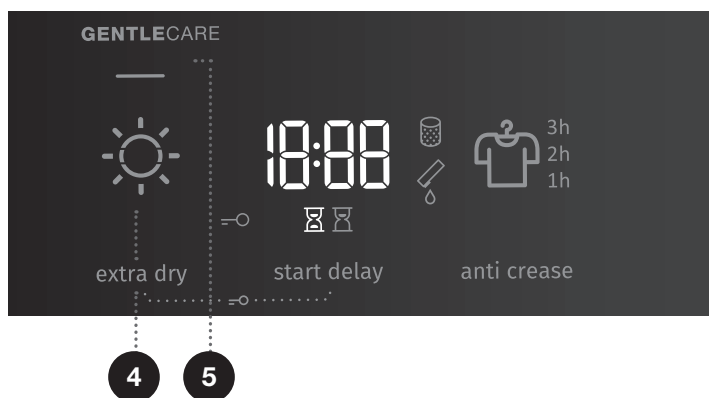 GENTLECARE
18:88
3h
2h
1h
extra dry
start delay
anti crease
4
5